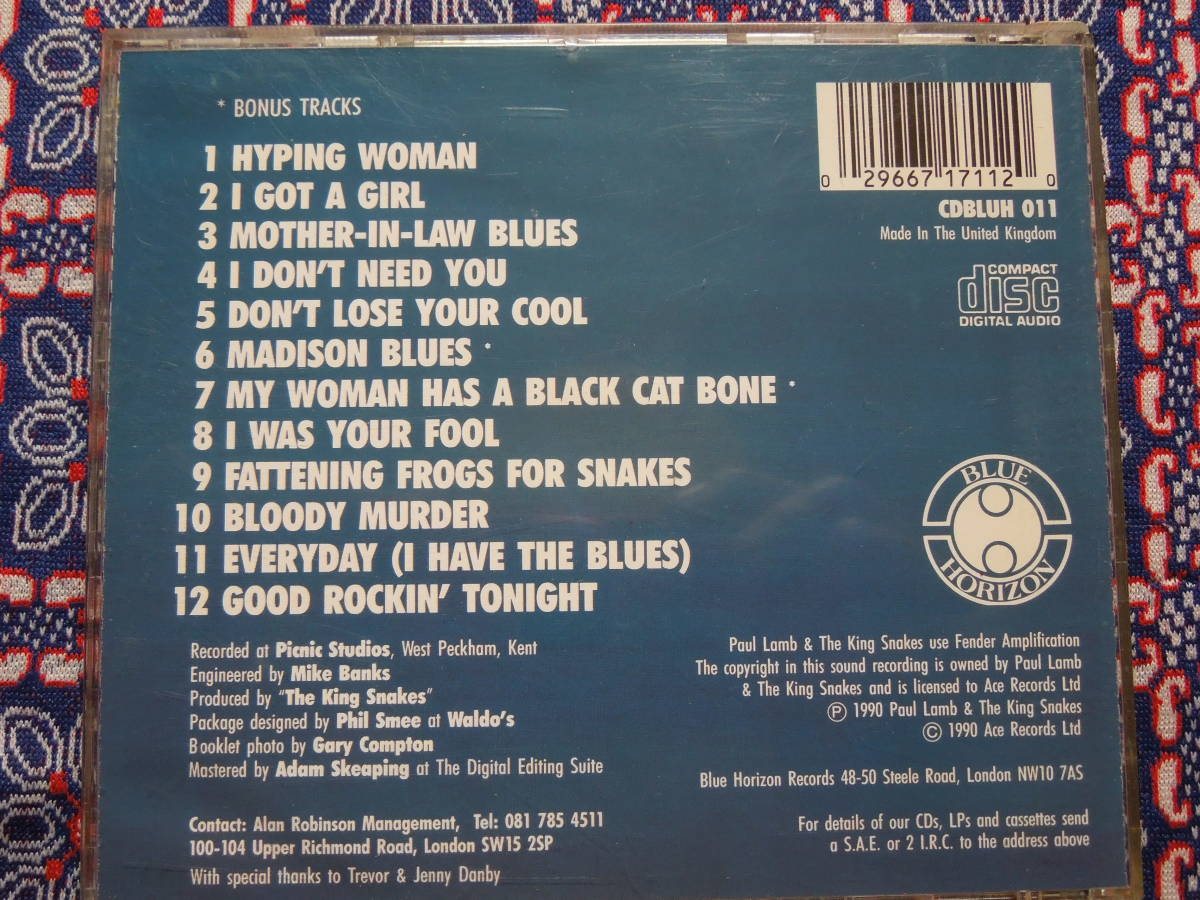 * BONUS TRACKS
1 HYPING WOMAN
2 I GOT A GIRL
3 MOTHER-IN-LAW BLUES
4 I DON'T NEED YOU
5 DON'T LOSE YOUR COOL
6 MADISON BLUES *
7 MY WOMAN HAS A BLACK CAT BONE *
8 I WAS YOUR FOOL
9 FATTENING FROGS FOR SNAKES
10 BLOODY MURDER
11 EVERYDAY (I HAVE THE BLUES)
12 GOOD ROCKIN' TONIGHT
0 29667 17112 0
CDBLUH 011
Made In The United Kingdom
COMPACT
disc
DIGITAL AUDIO
BLUE
HORIZON
Recorded at Picnic Studios, West Peckham, Kent
Engineered by Mike Banks
Produced by "The King Snakes"
Package designed by Phil Smee at Waldo's
Booklet photo by Gary Compton
Mastered by Adam Skeaping at The Digital Editing Suite
Contact: Alan Robinson Management, Tel: 081 785 4511
100-104 Upper Richmond Road, London SW15 2SP
With special thanks to Trevor & Jenny Danby
Paul Lamb & The King Snakes use Fender Amplification
The copyright in this sound recording is owned by Paul Lamb
& The King Snakes and is licensed to Ace Records Ltd
Ⓟ 1990 Paul Lamb & The King Snakes
© 1990 Ace Records Ltd
Blue Horizon Records 48-50 Steele Road, London NW10 7AS
For details of our CDs, LPs and cassettes send
a S.A.E. or 2 I.R.C. to the address above